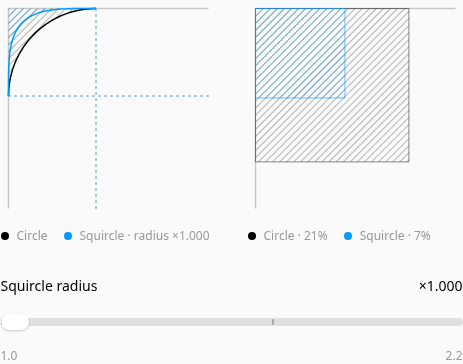 Circle
Squircle · radius ×1.000
Circle · 21%
Squircle · 7%
Squircle radius
×1.000
1.0
2.2